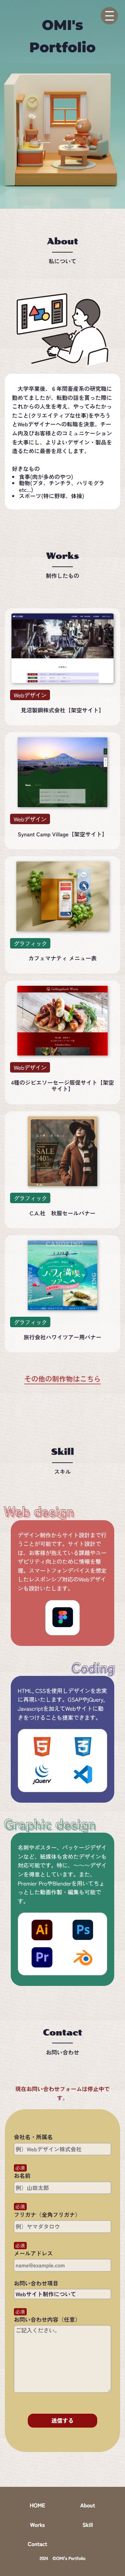 OMI's
Portfolio
About
私について
大学卒業後、６年間畜産系の研究職に
勤めてましたが、転勤の話を貰った際に
これからの人生を考え、やってみたかっ
たこと(クリエイティブな仕事)をやろう
とWebデザイナーへの転職を決意。チー
ム内及びお客様とのコミュニケーション
を大事にし、よりよいデザイン・製品を
造るために最善を尽くします。
好きなもの
食事(肉が多めのやつ)
動物(ブタ、チンチラ、ハリモグラ
etc...)
スポーツ(特に野球、体操)
Works
制作したもの
Webデザイン
見沼製鋼株式会社【架空サイト】
Webデザイン
Synant Camp Village【架空サイト】
グラフィック
カフェマナティ メニュー表
Webデザイン
4種のジビエソーセージ販促サイト【架空
サイト】
SALE
グラフィック
C.A.社　秋服セールバナー
ハワイ満喫
グラフィック
旅行会社ハワイツアー用バナー
その他の制作物はこちら
Skill
スキル
Web design
デザイン制作からサイト設計まで行
うことが可能です。サイト設計で
は、お客様が抱えている課題やユー
ザビリティ向上のために情報を整
理。スマートフォンデバイスを想定
したレスポンシブ対応のWebデザイ
ンも設計いたします。
Coding
HTML, CSSを使用しデザインを忠実
に再現いたします。GSAPやjQuery、
Javascriptを加えてWebサイトに動
きをつけることも提案できます。
jQuery
Graphic design
名刺やポスター、パッケージデザイ
ンなど、紙媒体も含めたデザインも
対応可能です。特に、〜〜〜デザイ
ンを得意としています。また、
Premier ProやBlenderを用いてちょ
っとした動画作製・編集も可能で
す。
Ai
Ps
Pr
Contact
お問い合わせ
現在お問い合わせフォームは停止中で
す。
会社名・所属名
例）Webデザイン株式会社
必須
お名前
例）山田太郎
必須
フリガナ（全角フリガナ）
例）ヤマダタロウ
必須
メールアドレス
name@example.com
お問い合わせ項目
Webサイト制作について
必須
お問い合わせ内容（任意）
ご記入ください。
送信する
HOME
About
Works
Skill
Contact
2024　©OMI's Portfolio